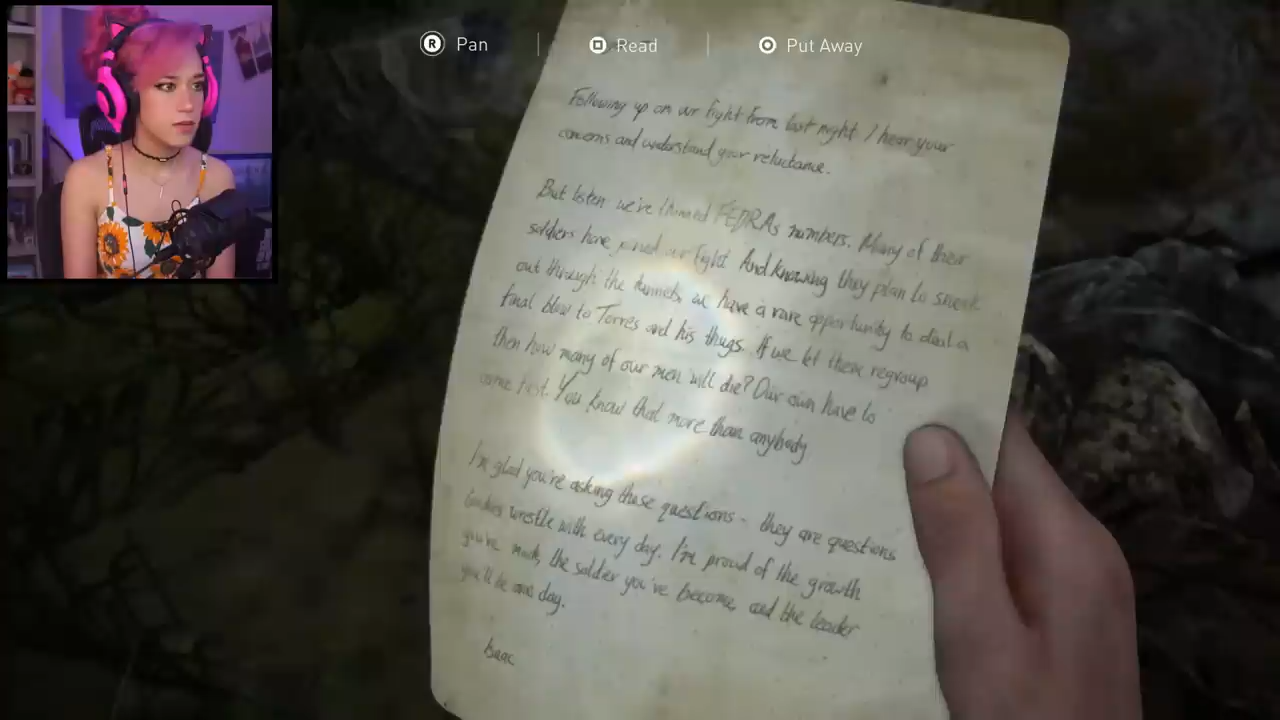 R Pan Read Put Away
Following up on our fight from last night. I hear your
concerns and understand your reluctance.
But listen we've thinned FEDRAs numbers. Many of their
soldiers have joined our fight. And knowing they plan to sneak
out through the tunnels, we have a rare opportunity to deal a
final blow to Torres and his thugs. If we let them regroup
then how many of our men will die? Our own have to
come first. You know that more than anybody
I'm glad you're asking these questions - they are questions
leaders wrestle with every day. I'm proud of the growth
you've made, the soldier you've become, and the leader
you'll be one day.
Isaac